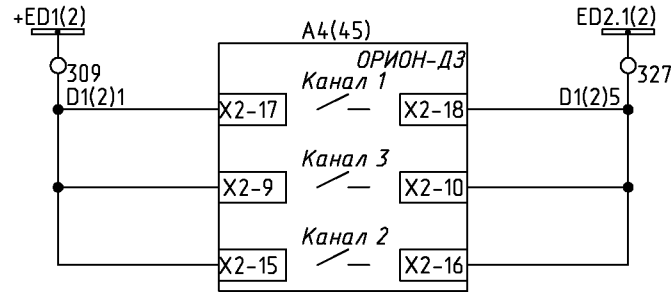 +ED1(2)
ED2.1(2)
A4(45)
ОРИОН-ДЗ
309
327
D1(2)1
D1(2)5
Канал 1
X2-17
X2-18
Канал 3
X2-9
X2-10
Канал 2
X2-15
X2-16